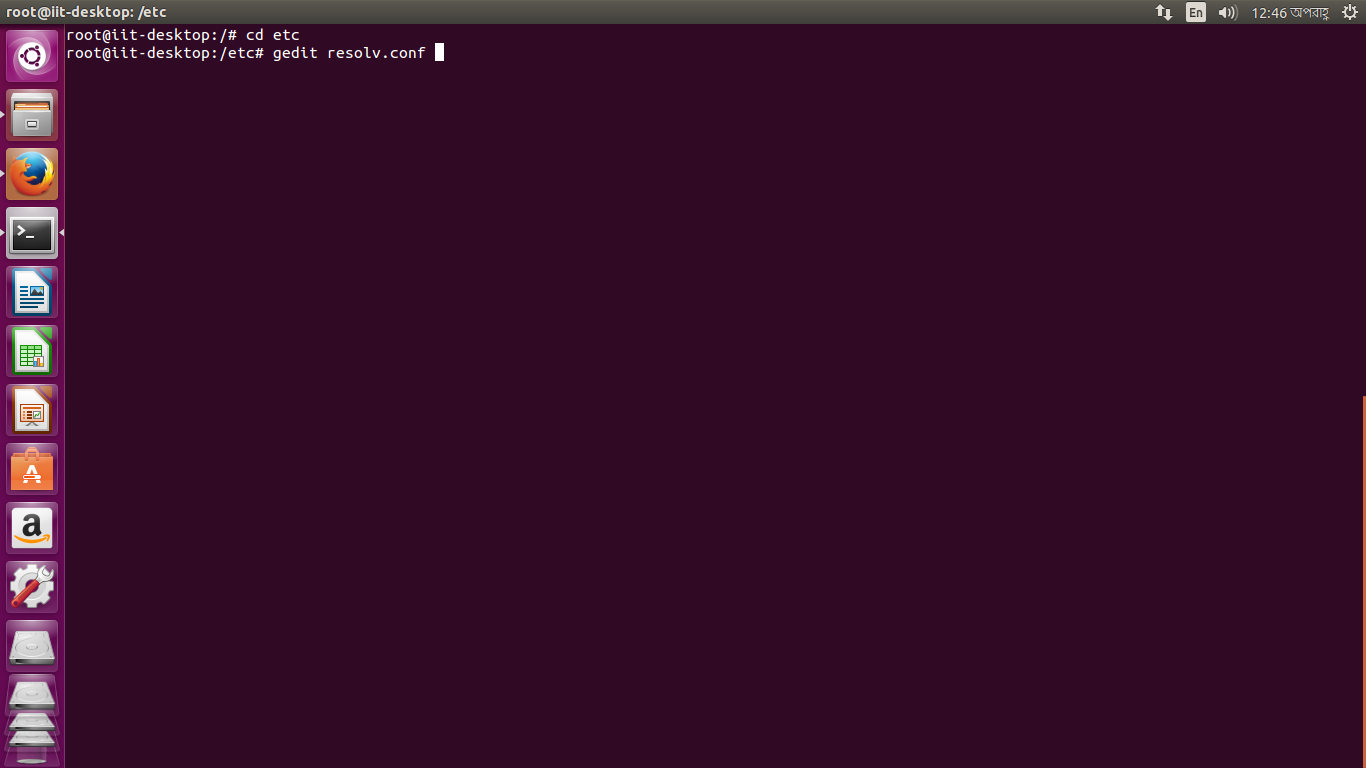 root@iit-desktop: /etc
En
12:46 অপরাহ্ণ
root@iit-desktop:/# cd etc
root@iit-desktop:/etc# gedit resolv.conf